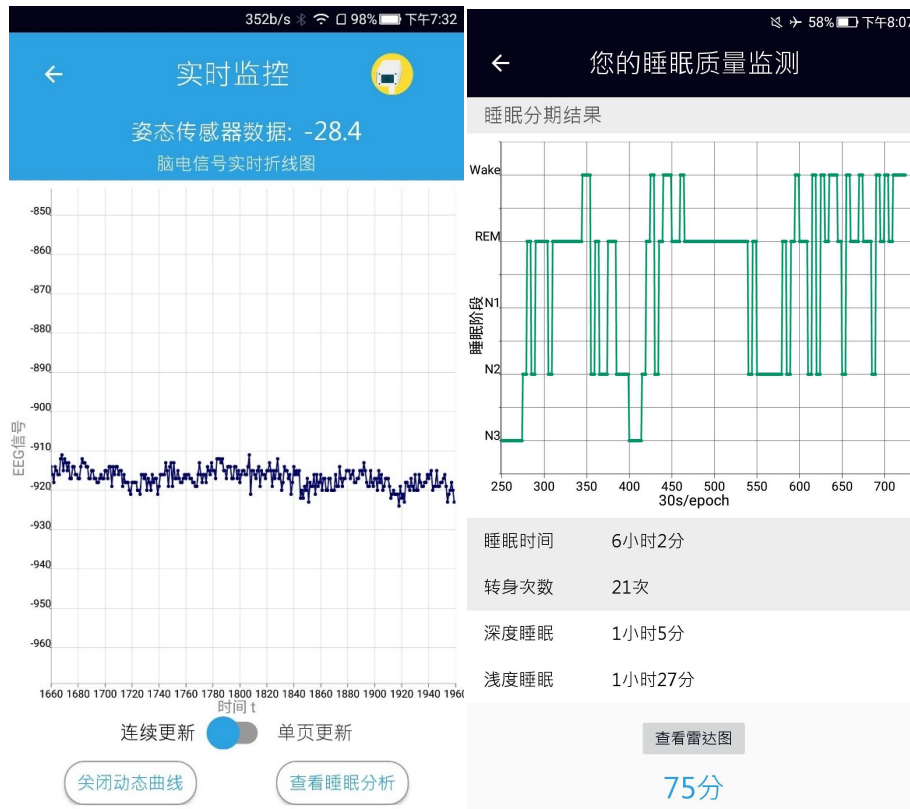 352b/s 98% 下午7:32
实时监控
姿态传感器数据: -28.4
脑电信号实时折线图
-850
-860
-870
-880
-890
-900
-910
-920
-930
-940
-950
-960
EEG信号
1660 1680 1700 1720 1740 1760 1780 1800 1820 1840 1860 1880 1900 1920 1940 1960
时间 t
连续更新 单页更新
关闭动态曲线 查看睡眠分析
58% 下午8:07
您的睡眠质量监测
睡眠分期结果
Wake
REM
N1
N2
N3
睡眠阶段
250 300 350 400 450 500 550 600 650 700
30s/epoch
睡眠时间 6小时2分
转身次数 21次
深度睡眠 1小时5分
浅度睡眠 1小时27分
查看雷达图
75分